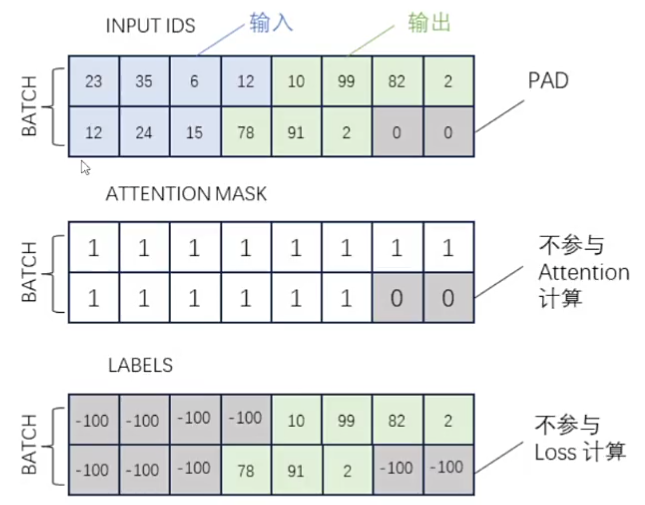 INPUT IDS
输入
输出
BATCH
23 35 6 12 10 99 82 2
12 24 15 78 91 2 0 0
PAD
ATTENTION MASK
BATCH
1 1 1 1 1 1 1 1
1 1 1 1 1 1 0 0
不参与
Attention
计算
LABELS
BATCH
-100 -100 -100 -100 10 99 82 2
-100 -100 -100 78 91 2 -100 -100
不参与
Loss 计算